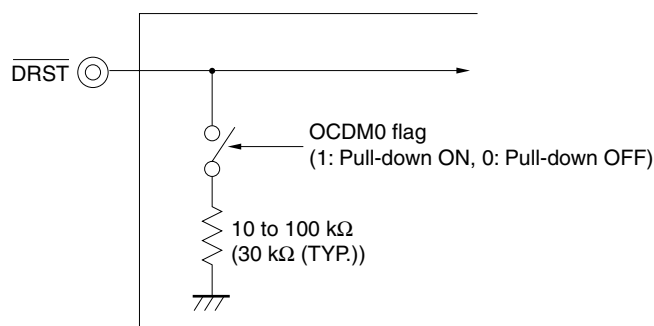 DRST
OCDM0 flag
(1: Pull-down ON, 0: Pull-down OFF)
10 to 100 kΩ
(30 kΩ (TYP.))